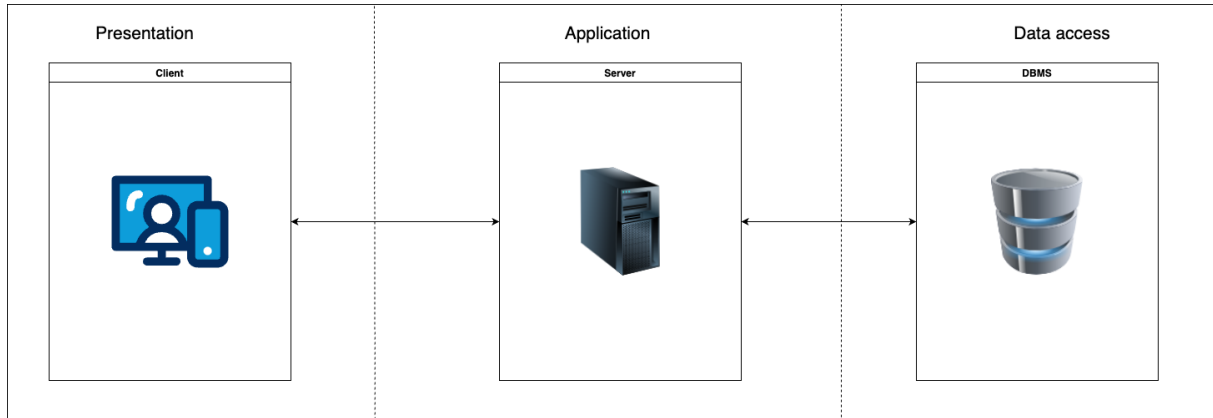 Presentation
Application
Data access
Client
Server
DBMS